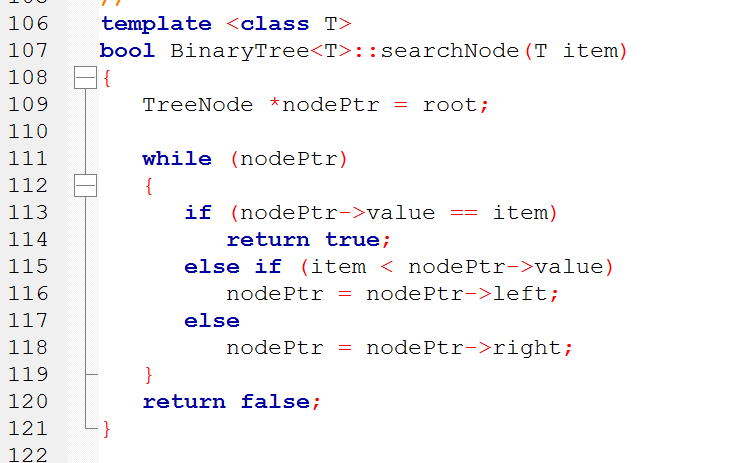 //
106 template <class T>
107 bool BinaryTree<T>::searchNode(T item)
108 {
109    TreeNode *nodePtr = root;
110
111    while (nodePtr)
112    {
113       if (nodePtr->value == item)
114          return true;
115       else if (item < nodePtr->value)
116          nodePtr = nodePtr->left;
117       else
118          nodePtr = nodePtr->right;
119    }
120    return false;
121 }
122